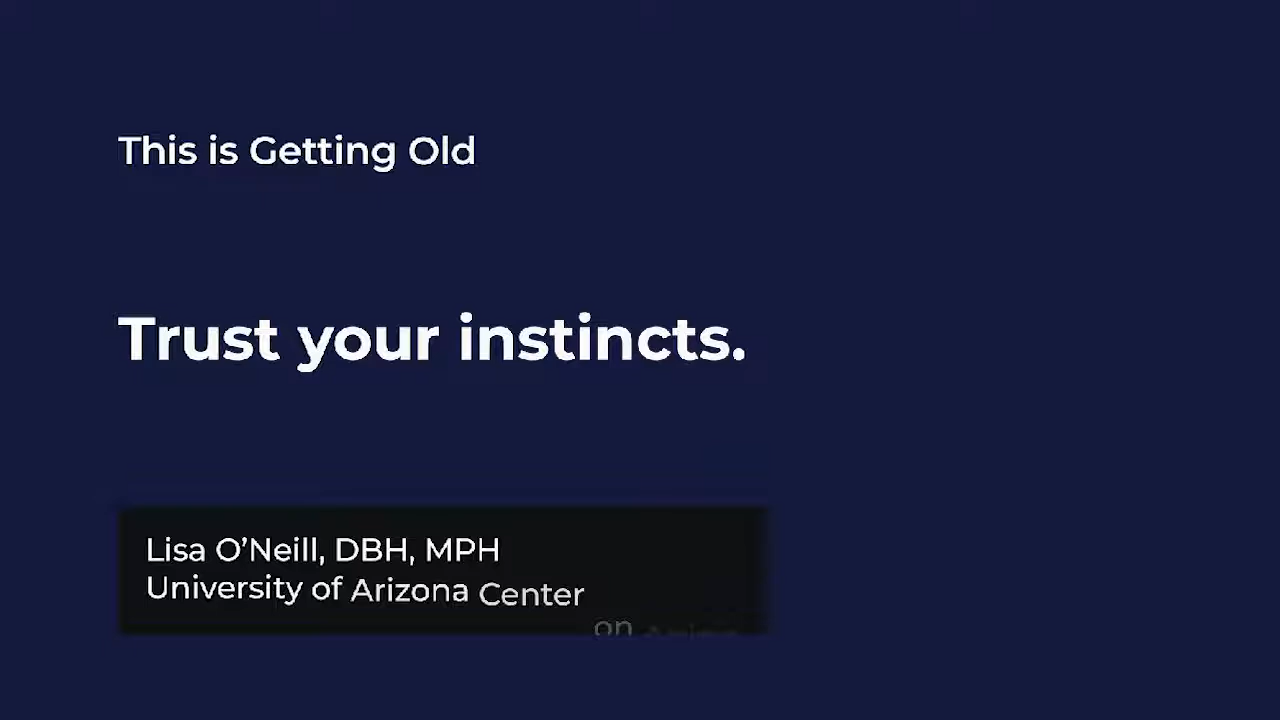 This is Getting Old
Trust your instincts.
Lisa O’Neill, DBH, MPH
University of Arizona Center
on